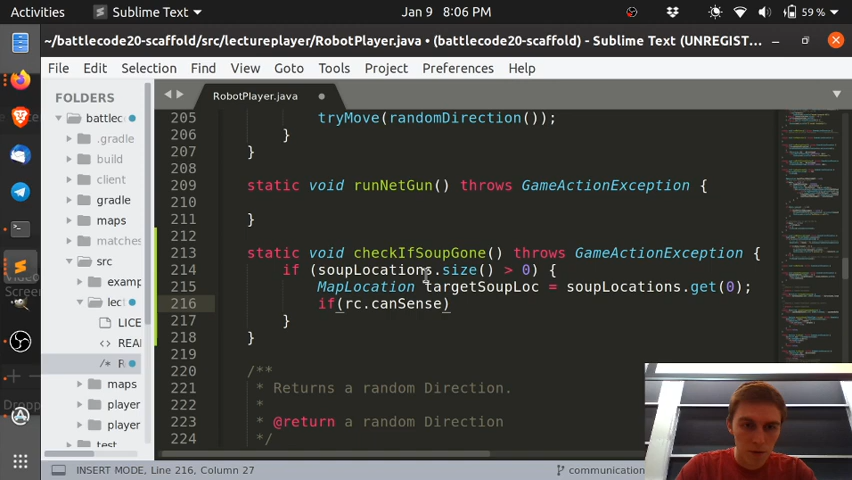 Activities
Sublime Text
Jan 9 8:06 PM
59 %
~/battlecode20-scaffold/src/lectureplayer/RobotPlayer.java • (battlecode20-scaffold) - Sublime Text (UNREGIST...
File Edit Selection Find View Goto Tools Project Preferences Help
FOLDERS
battlec
.gradle
build
client
gradle
maps
matches
src
examp
lect
LICE
REA
/* R
maps
player
player
test
RobotPlayer.java
205 tryMove(randomDirection());
206 }
207 }
208
209 static void runNetGun() throws GameActionException {
210
211 }
212
213 static void checkIfSoupGone() throws GameActionException {
214 if (soupLocations.size() > 0) {
215 MapLocation targetSoupLoc = soupLocations.get(0);
216 if(rc.canSense)
217 }
218 }
219
220 /**
221 * Returns a random Direction.
222 *
223 * @return a random Direction
224 */
INSERT MODE, Line 216, Column 27
communication